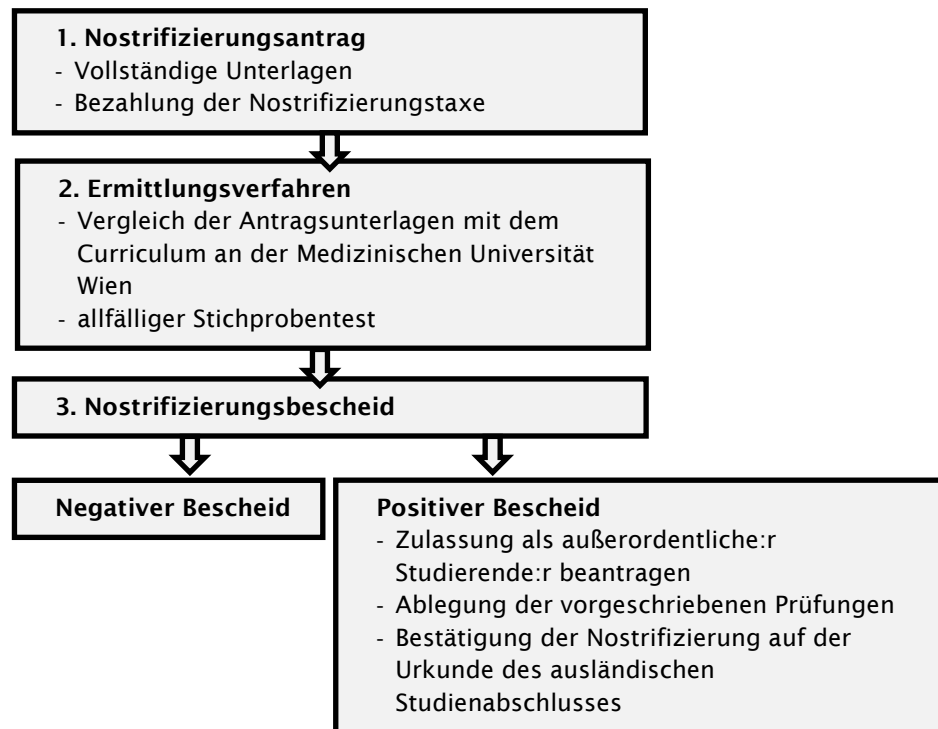 1. Nostrifizierungsantrag
- Vollständige Unterlagen
- Bezahlung der Nostrifizierungstaxe
2. Ermittlungsverfahren
- Vergleich der Antragsunterlagen mit dem
Curriculum an der Medizinischen Universität
Wien
- allfälliger Stichprobentest
3. Nostrifizierungsbescheid
Negativer Bescheid
Positiver Bescheid
- Zulassung als außerordentliche:r
Studierende:r beantragen
- Ablegung der vorgeschriebenen Prüfungen
- Bestätigung der Nostrifizierung auf der
Urkunde des ausländischen
Studienabschlusses